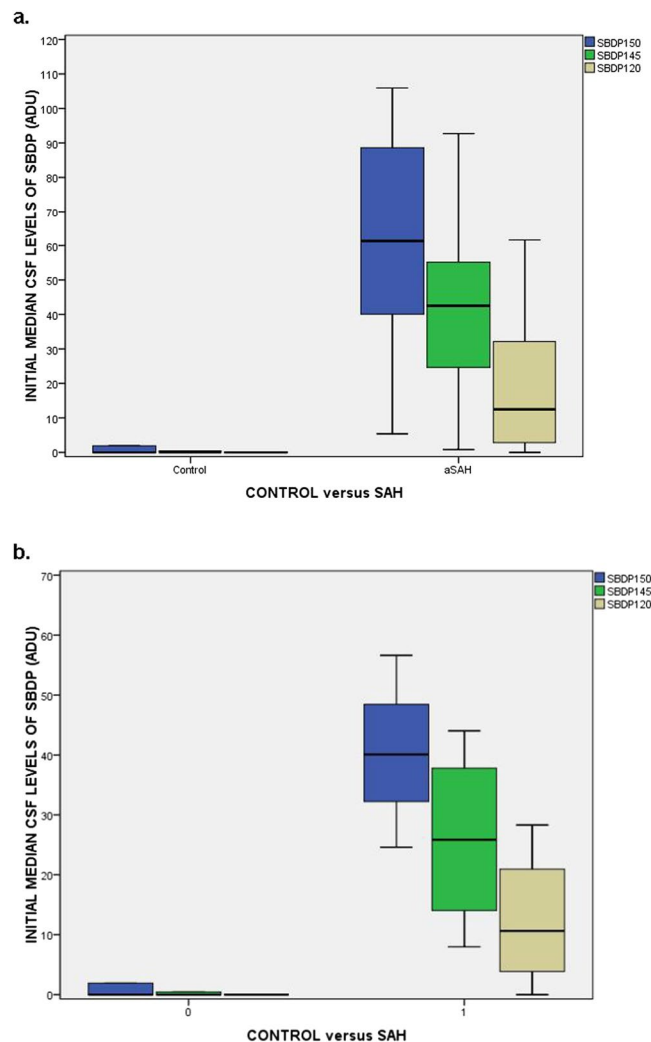 a.
INITIAL MEDIAN CSF LEVELS OF SBDP (ADU)
120
110
100
90
80
70
60
50
40
30
20
10
0
Control
aSAH
CONTROL versus SAH
SBDP150
SBDP145
SBDP120
b.
INITIAL MEDIAN CSF LEVELS OF SBDP (ADU)
70
60
50
40
30
20
10
0
0
1
CONTROL versus SAH
SBDP150
SBDP145
SBDP120